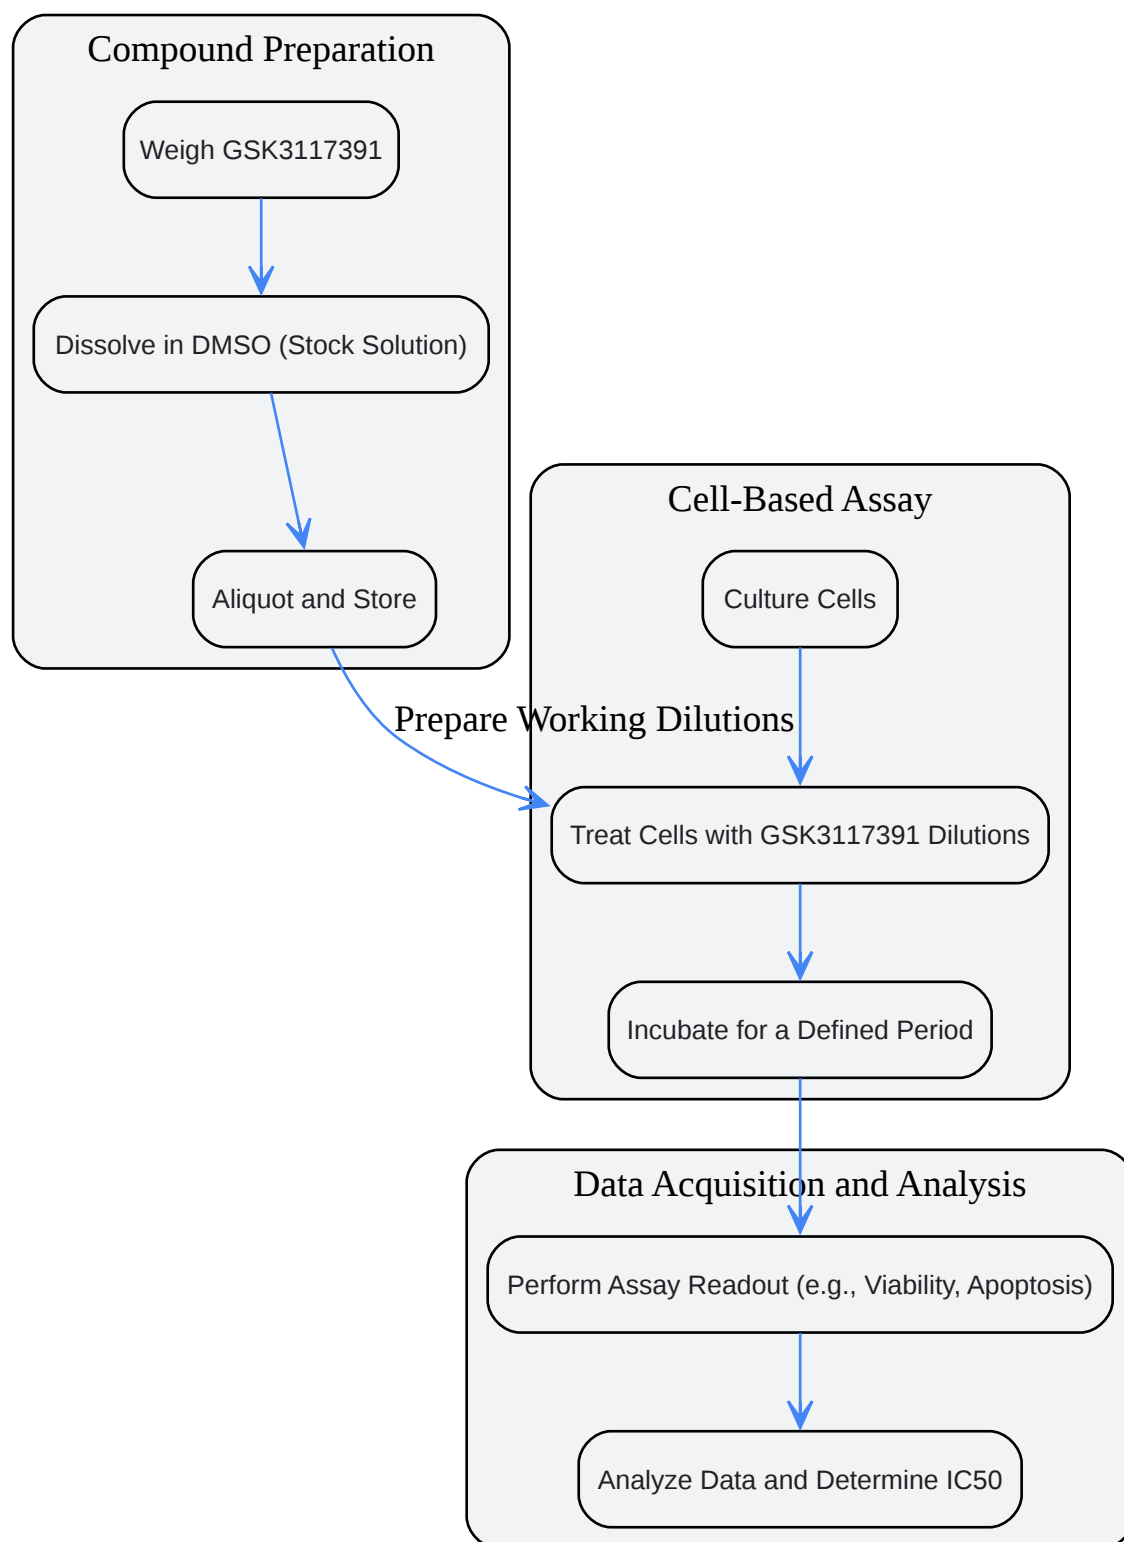 Compound Preparation
Weigh GSK3117391
Dissolve in DMSO (Stock Solution)
Aliquot and Store
Prepare Working Dilutions
Cell-Based Assay
Culture Cells
Treat Cells with GSK3117391 Dilutions
Incubate for a Defined Period
Data Acquisition and Analysis
Perform Assay Readout (e.g., Viability, Apoptosis)
Analyze Data and Determine IC50